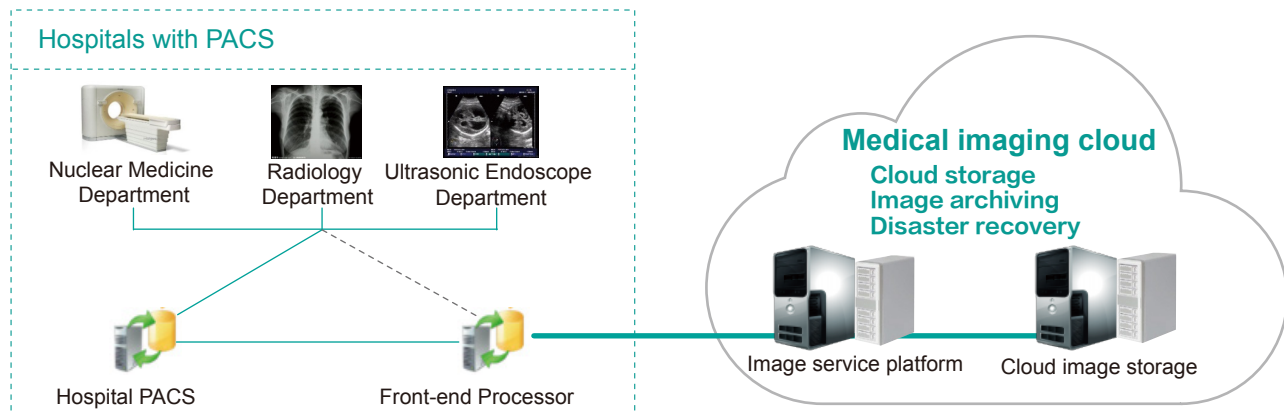 Hospitals with PACS
Nuclear Medicine
Department
Radiology
Department
Ultrasonic Endoscope
Department
Hospital PACS
Front-end Processor
Medical imaging cloud
Cloud storage
Image archiving
Disaster recovery
Image service platform
Cloud image storage